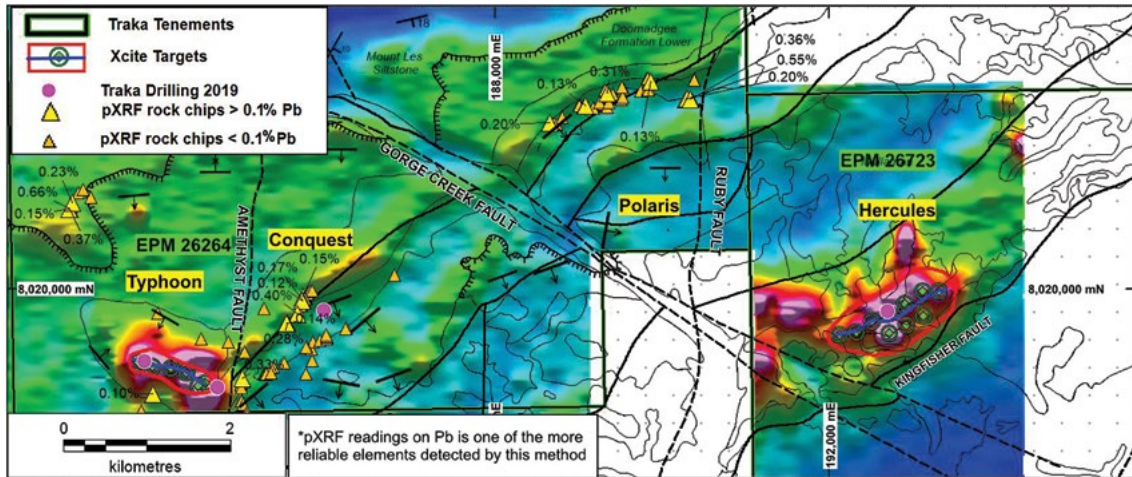 Traka Tenements
Xcite Targets
Traka Drilling 2019
pXRF rock chips > 0.1% Pb
pXRF rock chips < 0.1% Pb
18
Mount Les
Siltstone
188,000 mE
Doomadgee
Formation Lower
0.36%
0.55%
0.20%
0.31%
0.13%
0.20%
0.13%
GORGE CREEK FAULT
RUBY FAULT
Polaris
EPM 26723
Hercules
0.23%
0.66%
0.15%
0.37%
EPM 26264
AMETHYST FAULT
Conquest
0.15%
0.17%
0.12%
0.40%
0.14%
0.28%
0.33%
Typhoon
8,020,000 mN
8,020,000 mN
0.10%
KINGFISHER FAULT
192,000 mE
0 2
kilometres
*pXRF readings on Pb is one of the more
reliable elements detected by this method